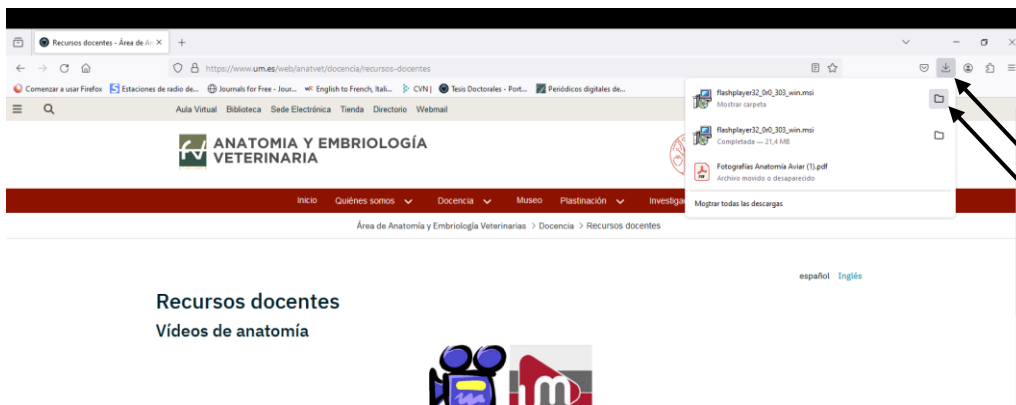 Recursos docentes - Área de An
https://www.um.es/web/anatvet/docencia/recursos-docentes
Comenzar a usar Firefox Estaciones de radio de... Journals for Free - Jour... English to French, Itali... CVN | Tesis Doctorales - Port... Periódicos digitales de...
flashplayer32_0r0_303_win.msi
Mostrar carpeta
flashplayer32_0r0_303_win.msi
Completada — 21,4 MB
Fotografías Anatomía Aviar (1).pdf
Archivo movido o desaparecido
Mostrar todas las descargas
Aula Virtual Biblioteca Sede Electrónica Tienda Directorio Webmail
ANATOMIA Y EMBRIOLOGÍA
VETERINARIA
Inicio Quiénes somos Docencia Museo Plastinación Investiga
Área de Anatomía y Embriología Veterinarias > Docencia > Recursos docentes
español Inglés
Recursos docentes
Vídeos de anatomía